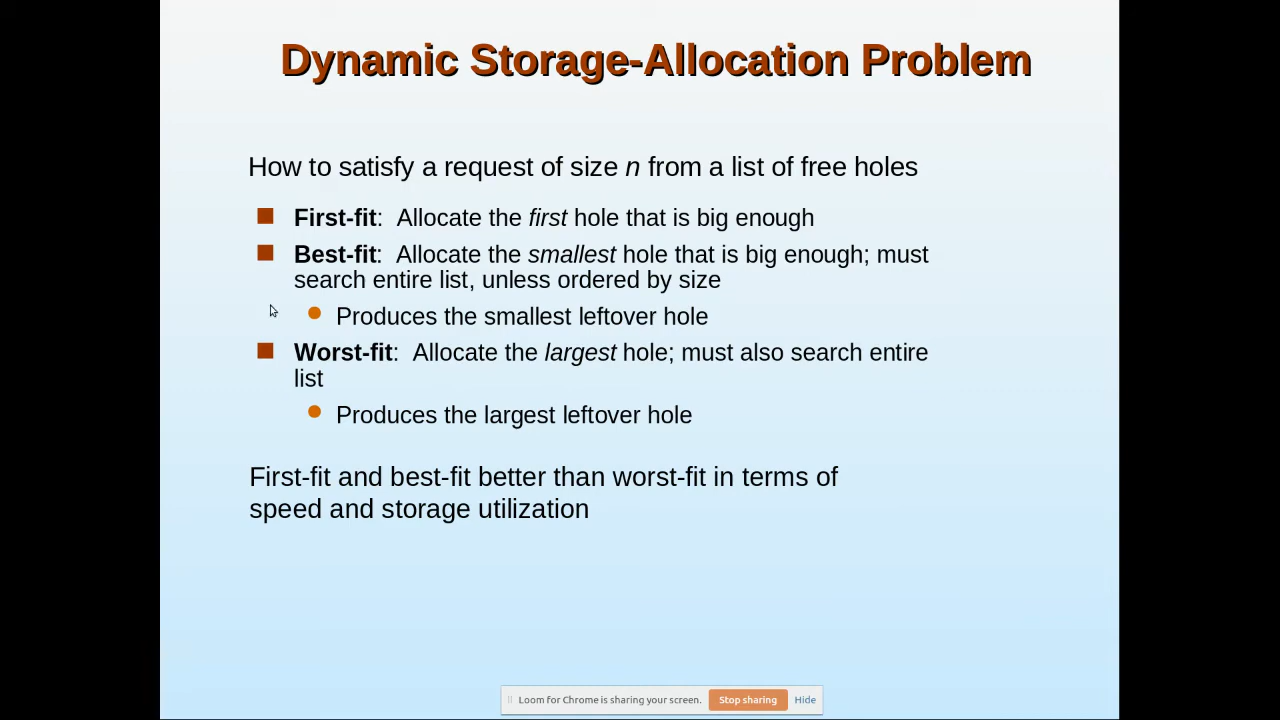 Dynamic Storage-Allocation Problem
How to satisfy a request of size n from a list of free holes
First-fit: Allocate the first hole that is big enough
Best-fit: Allocate the smallest hole that is big enough; must
search entire list, unless ordered by size
Produces the smallest leftover hole
Worst-fit: Allocate the largest hole; must also search entire
list
Produces the largest leftover hole
First-fit and best-fit better than worst-fit in terms of
speed and storage utilization
Loom for Chrome is sharing your screen. Stop sharing Hide